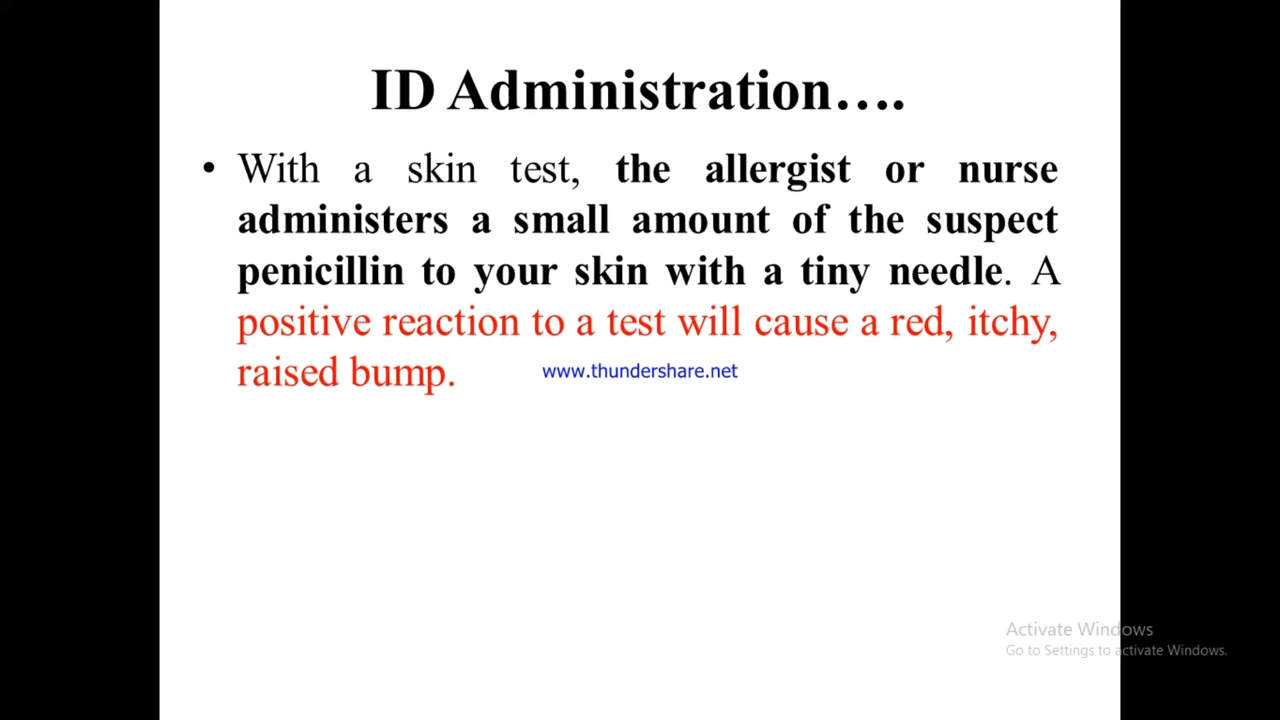 ID Administration….
• With a skin test, the allergist or nurse
administers a small amount of the suspect
penicillin to your skin with a tiny needle. A
positive reaction to a test will cause a red, itchy,
raised bump.
www.thundershare.net
Activate Windows
Go to Settings to activate Windows.